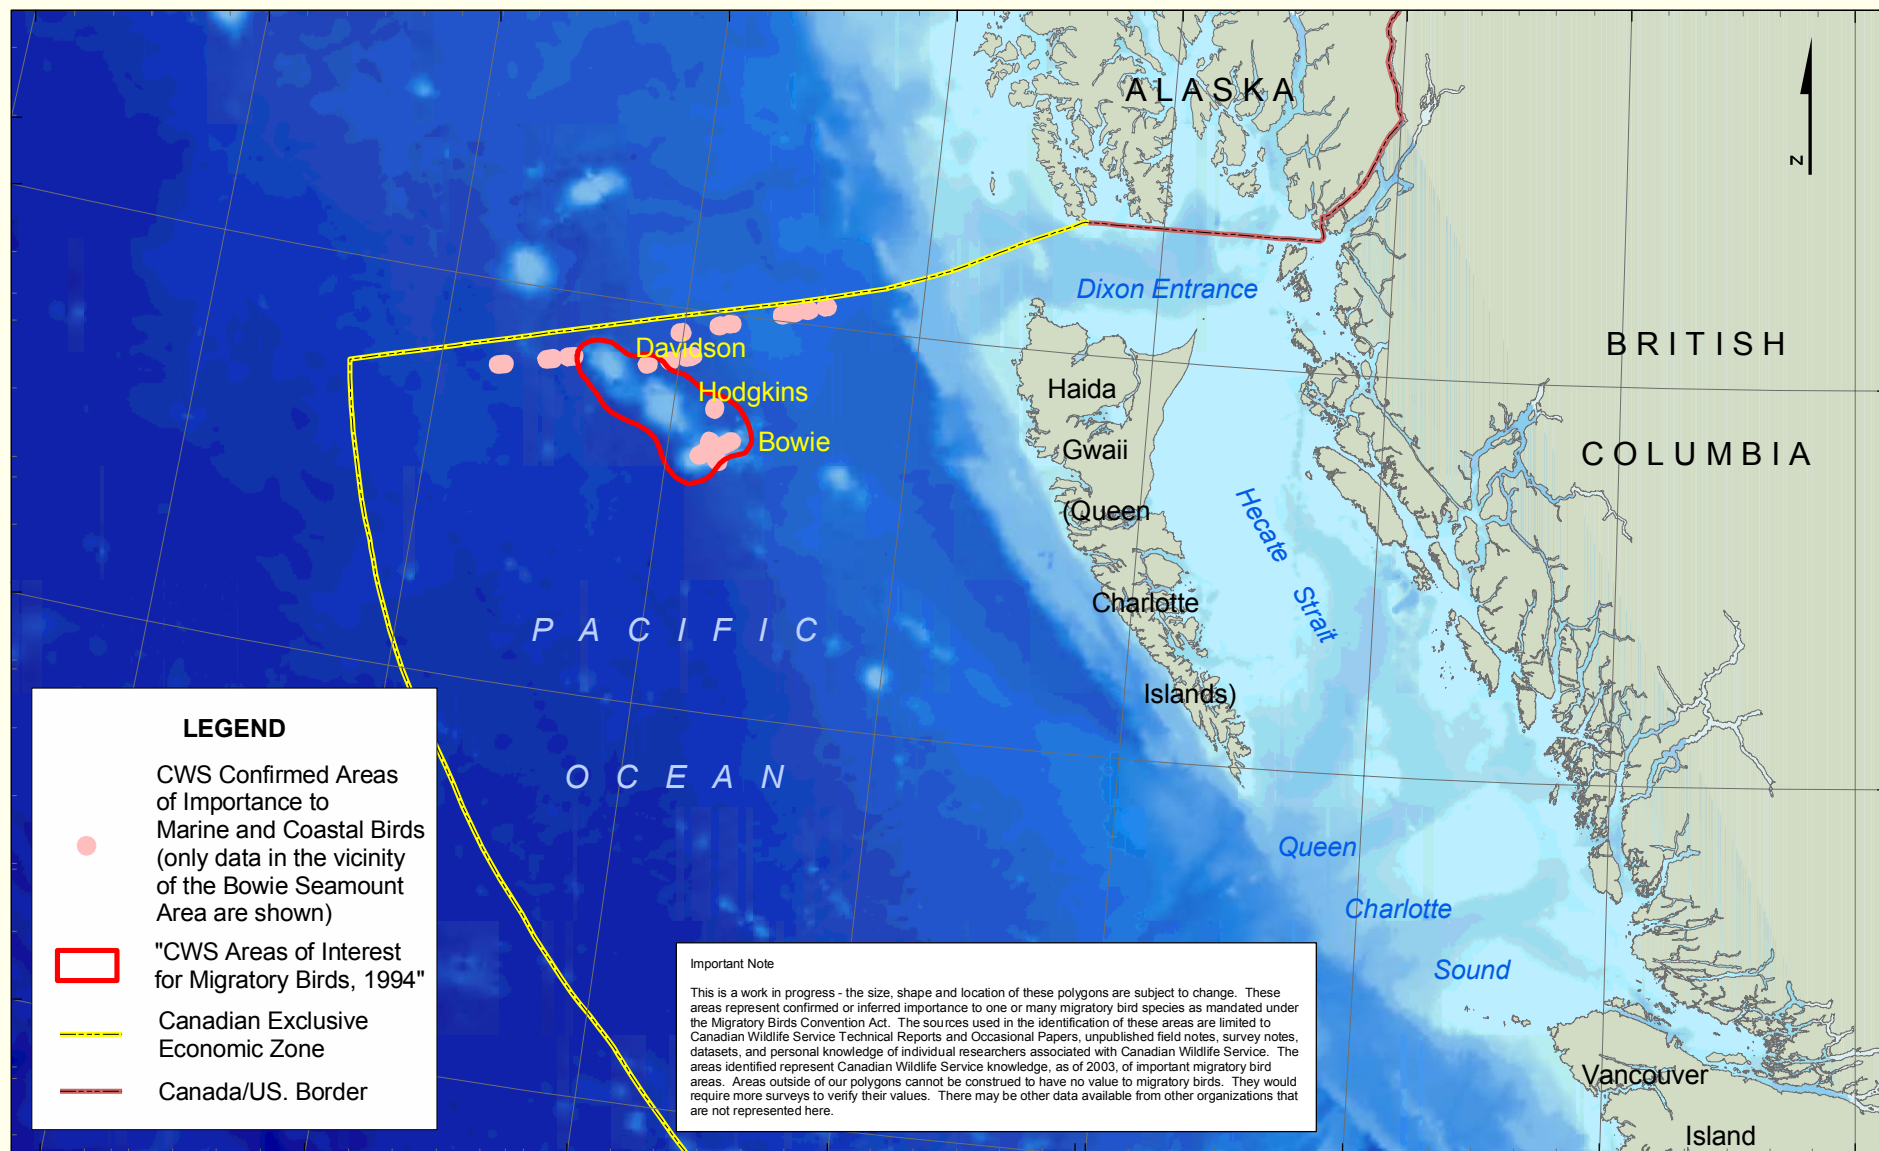 ALASKA
N
Dixon Entrance
BRITISH
COLUMBIA
Davidson
Hodgkins
Bowie
Haida
Gwaii
(Queen
Charlotte
Islands)
Hecate Strait
PACIFIC
OCEAN
Queen
Charlotte
Sound
Vancouver
Island
LEGEND
CWS Confirmed Areas
of Importance to
Marine and Coastal Birds
(only data in the vicinity
of the Bowie Seamount
Area are shown)
"CWS Areas of Interest
for Migratory Birds, 1994"
Canadian Exclusive
Economic Zone
Canada/US. Border
Important Note
This is a work in progress - the size, shape and location of these polygons are subject to change. These
areas represent confirmed or inferred importance to one or many migratory bird species as mandated under
the Migratory Birds Convention Act. The sources used in the identification of these areas are limited to
Canadian Wildlife Service Technical Reports and Occasional Papers, unpublished field notes, survey notes,
datasets, and personal knowledge of individual researchers associated with Canadian Wildlife Service. The
areas identified represent Canadian Wildlife Service knowledge, as of 2003, of important migratory bird
areas. Areas outside of our polygons cannot be construed to have no value to migratory birds. They would
require more surveys to verify their values. There may be other data available from other organizations that
are not represented here.